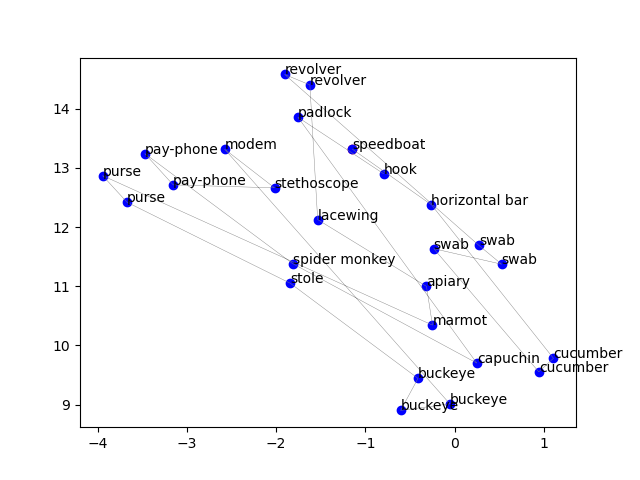 revolver
revolver
14
padlock
speedboat
modem
pay-phone
13
hook
purse
pay-phone
stethoscope
purse
horizontal bar
lacewing
12
swab
swab
spider monkey
swab
stole
apiary
11
marmot
10
cucumber
capuchin
cucumber
buckeye
9
buckeye
buckeye
−4
−3
−2
−1
0
1